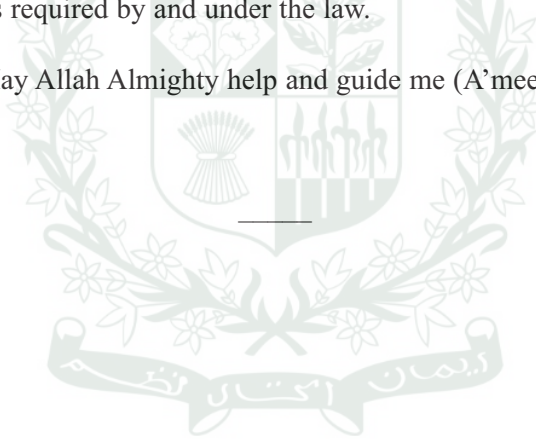 s required by and under the law.
ay Allah Almighty help and guide me (A’mee
ایمان اتحاد نظم